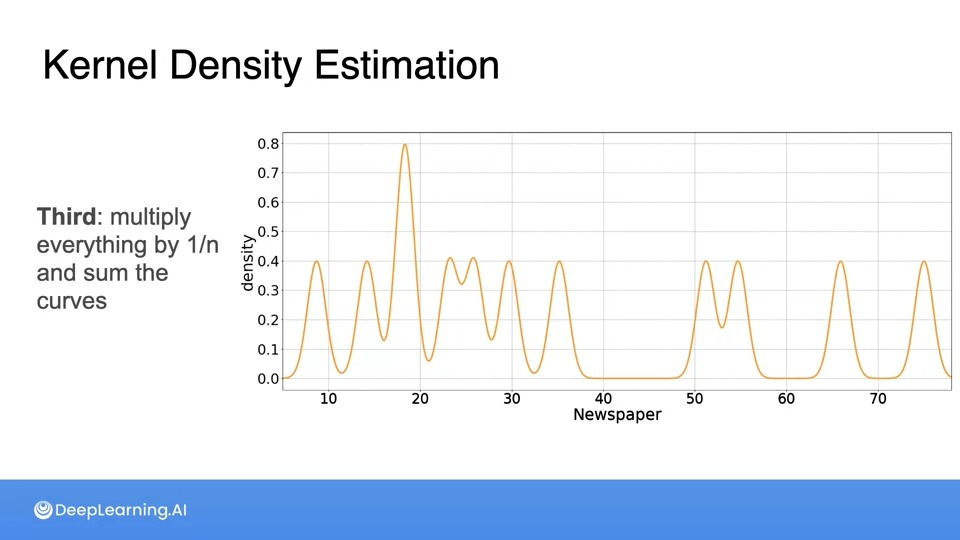 Kernel Density Estimation
Third: multiply
everything by 1/n
and sum the
curves
density
0.8
0.7
0.6
0.5
0.4
0.3
0.2
0.1
0.0
10 20 30 40 50 60 70
Newspaper
DeepLearning.AI